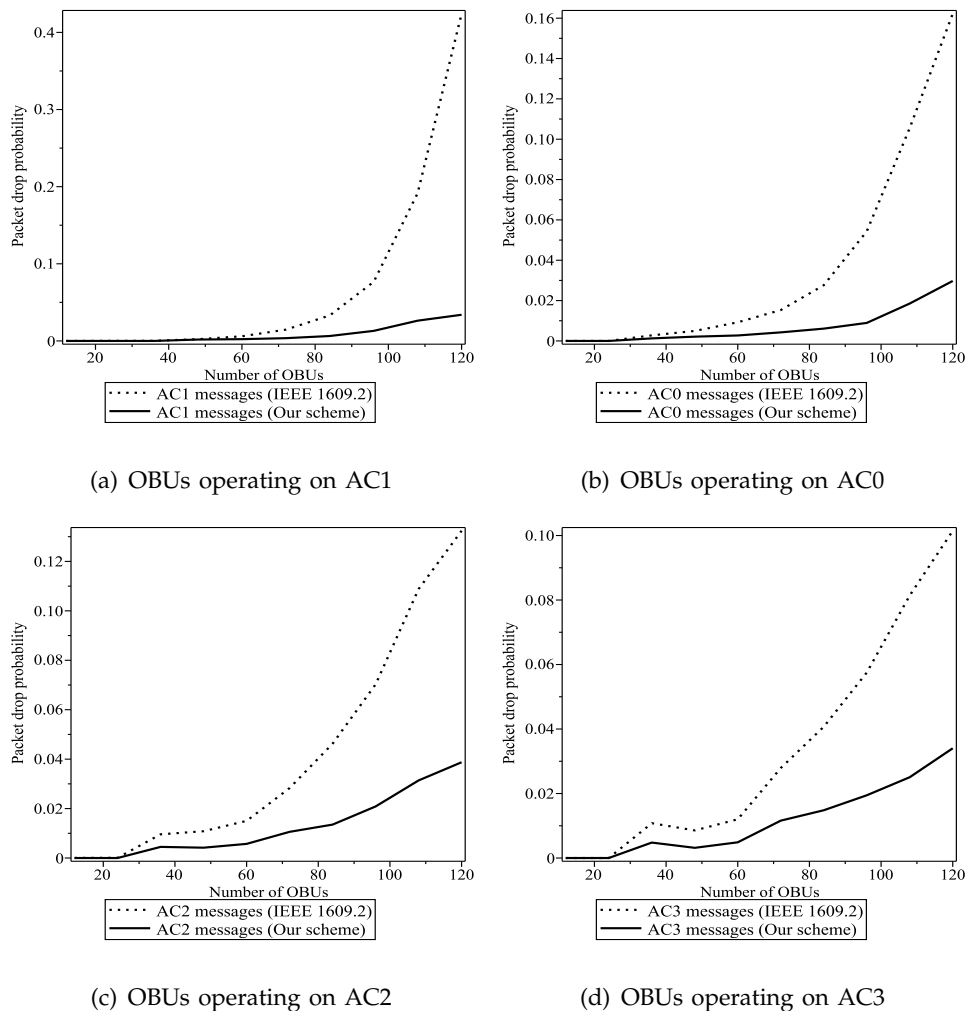 0.4
0.3
0.2
0.1
0
Packet drop probability
20 40 60 80 100 120
Number of OBUs
AC1 messages (IEEE 1609.2)
AC1 messages (Our scheme)
(a) OBUs operating on AC1
0.16
0.14
0.12
0.10
0.08
0.06
0.04
0.02
0
Packet drop probability
20 40 60 80 100 120
Number of OBUs
AC0 messages (IEEE 1609.2)
AC0 messages (Our scheme)
(b) OBUs operating on AC0
0.12
0.10
0.08
0.06
0.04
0.02
0
Packet drop probability
20 40 60 80 100 120
Number of OBUs
AC2 messages (IEEE 1609.2)
AC2 messages (Our scheme)
(c) OBUs operating on AC2
0.10
0.08
0.06
0.04
0.02
0
Packet drop probability
20 40 60 80 100 120
Number of OBUs
AC3 messages (IEEE 1609.2)
AC3 messages (Our scheme)
(d) OBUs operating on AC3